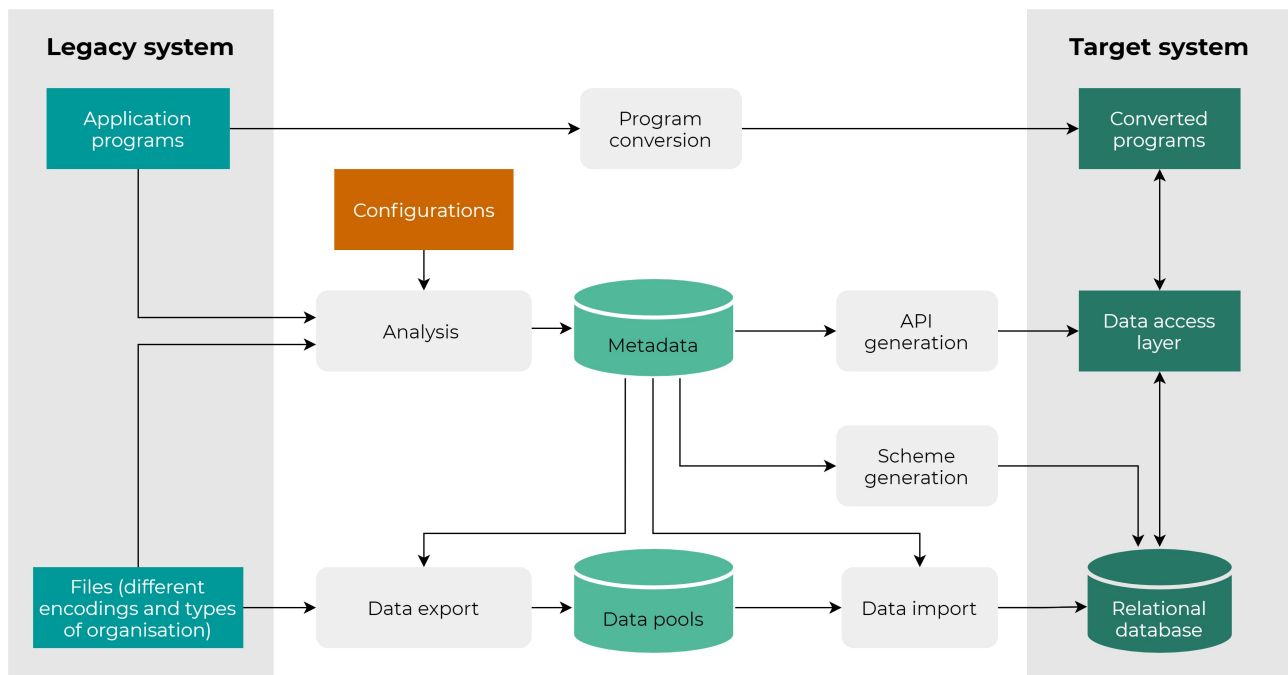 Legacy system
Target system
Application
programs
Program
conversion
Converted
programs
Configurations
Analysis
Metadata
API
generation
Data access
layer
Scheme
generation
Files (different
encodings and types
of organisation)
Data export
Data pools
Data import
Relational
database